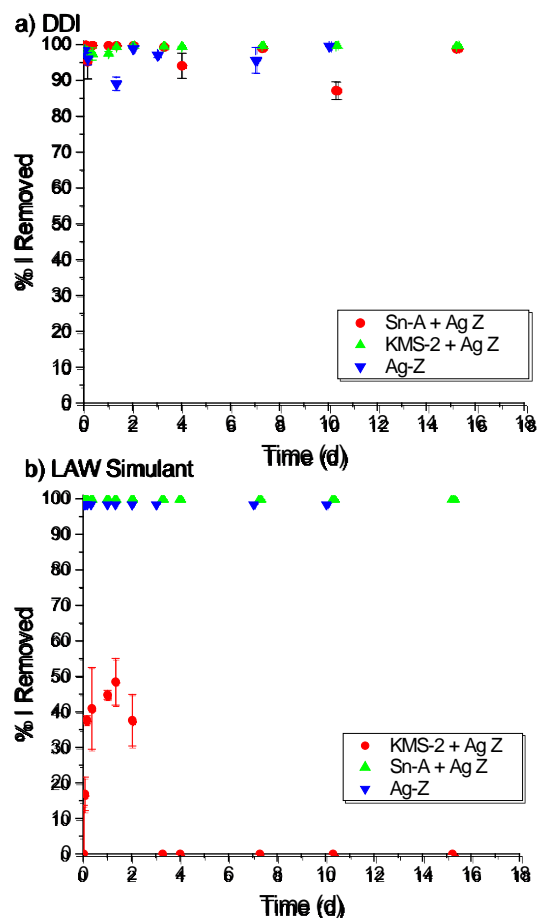 a) DDI
100
90
80
70
60
50
40
30
20
10
0
% I Removed
Sn-A + Ag Z
KMS-2 + Ag Z
Ag-Z
0 2 4 6 8 10 12 14 16 18
Time (d)
b) LAW Simulant
100
90
80
70
60
50
40
30
20
10
0
% I Removed
KMS-2 + Ag Z
Sn-A + Ag Z
Ag-Z
0 2 4 6 8 10 12 14 16 18
Time (d)